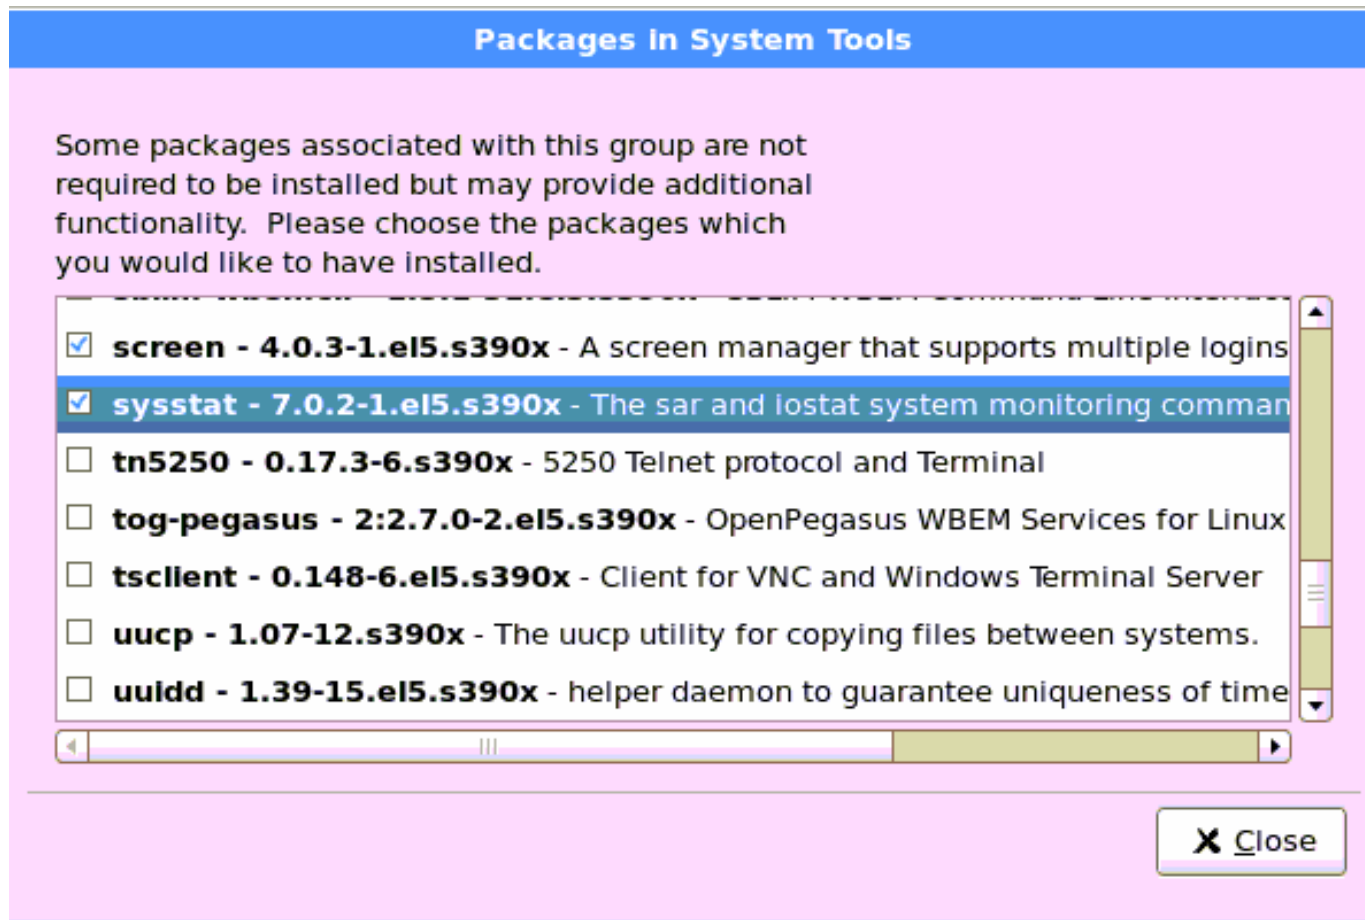 Packages in System Tools
Some packages associated with this group are not
required to be installed but may provide additional
functionality.  Please choose the packages which
you would like to have installed.
screen - 4.0.3-1.el5.s390x - A screen manager that supports multiple logins
sysstat - 7.0.2-1.el5.s390x - The sar and iostat system monitoring comman
tn5250 - 0.17.3-6.s390x - 5250 Telnet protocol and Terminal
tog-pegasus - 2:2.7.0-2.el5.s390x - OpenPegasus WBEM Services for Linux
tsclient - 0.148-6.el5.s390x - Client for VNC and Windows Terminal Server
uucp - 1.07-12.s390x - The uucp utility for copying files between systems.
uuidd - 1.39-15.el5.s390x - helper daemon to guarantee uniqueness of time
Close